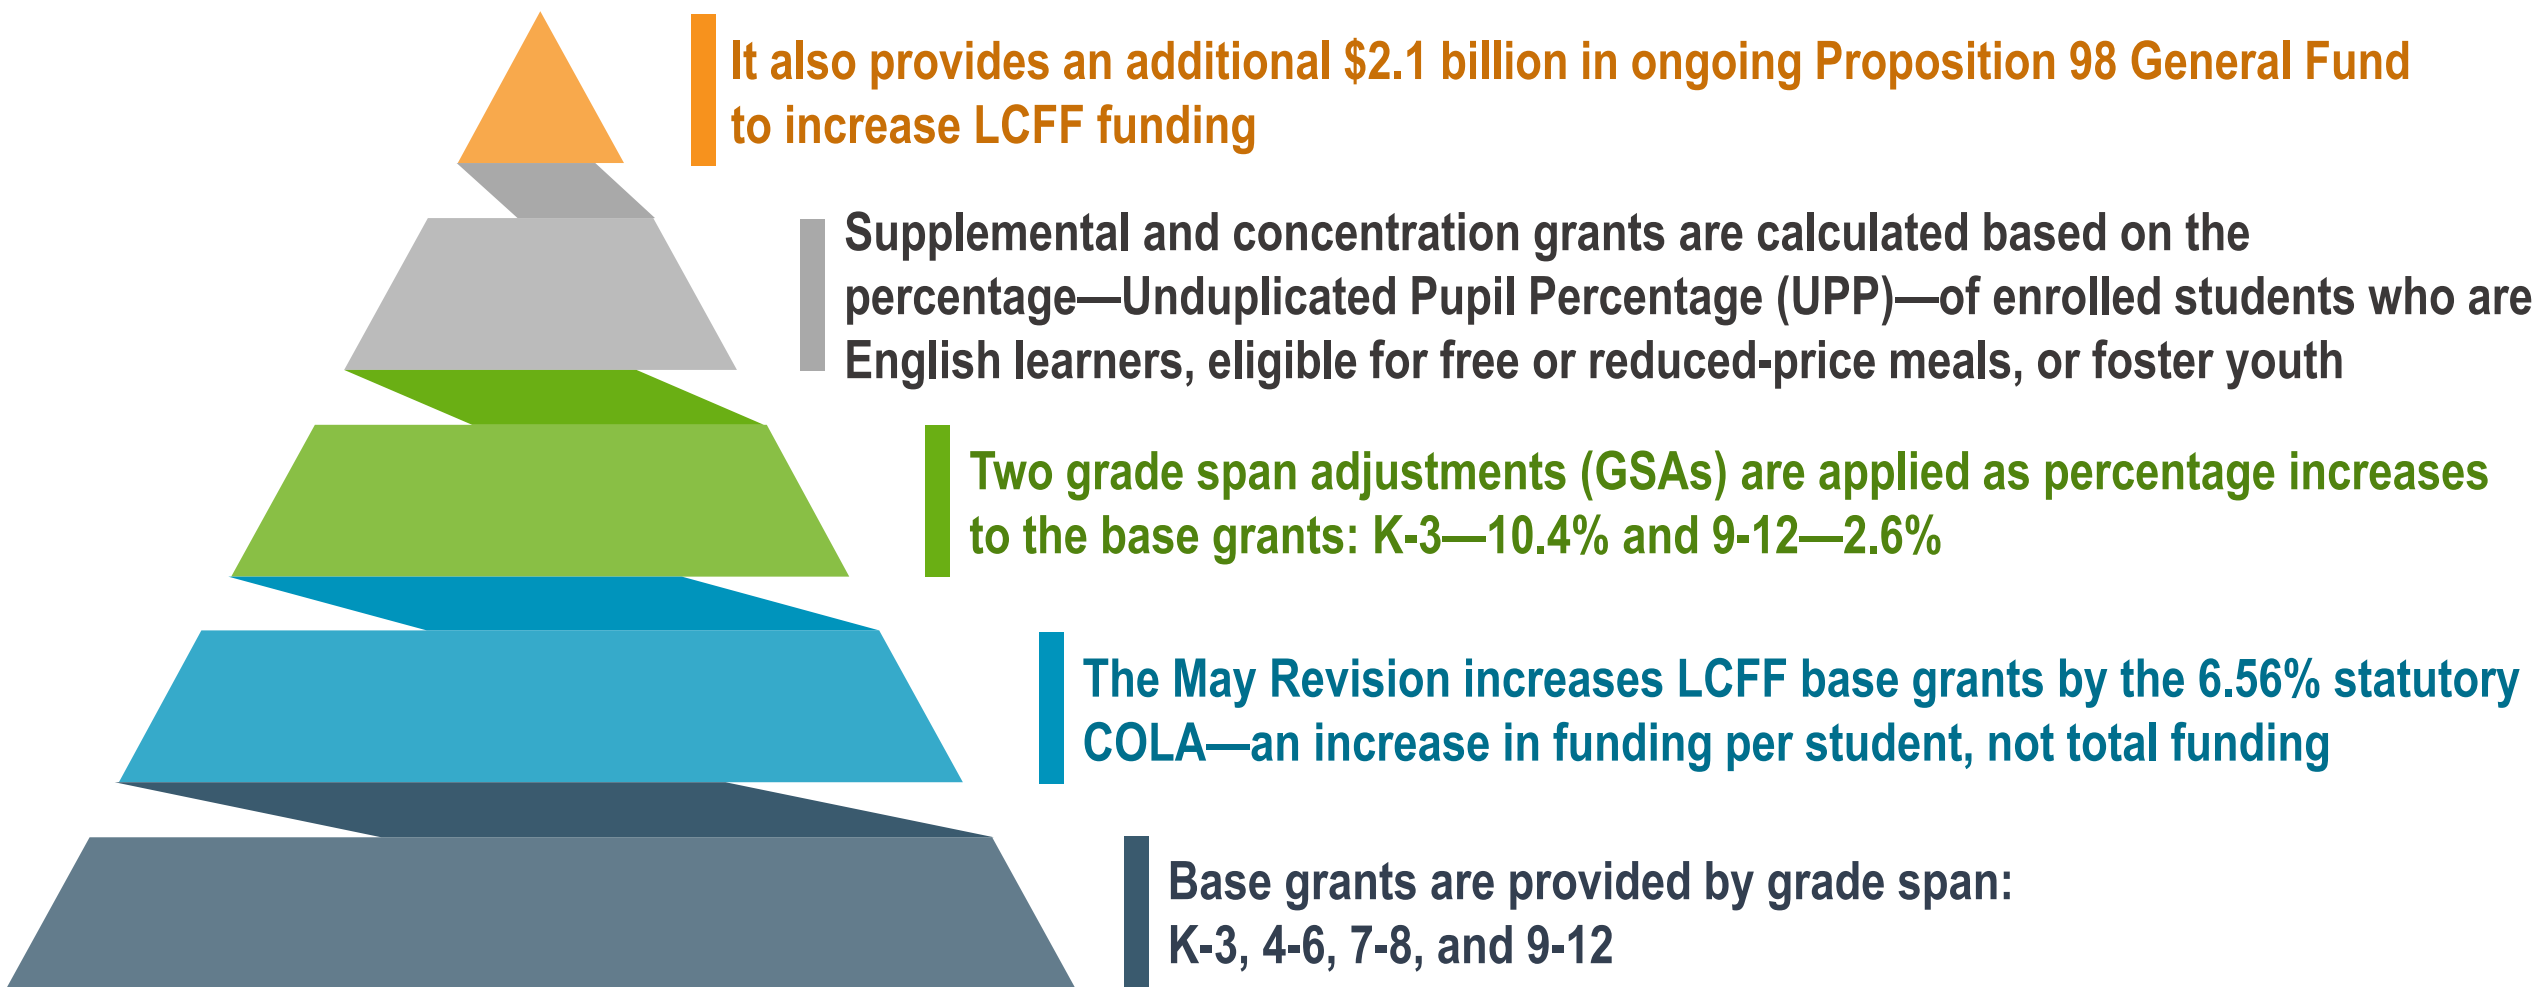 It also provides an additional $2.1 billion in ongoing Proposition 98 General Fund
to increase LCFF funding
Supplemental and concentration grants are calculated based on the
percentage—Unduplicated Pupil Percentage (UPP)—of enrolled students who are
English learners, eligible for free or reduced-price meals, or foster youth
Two grade span adjustments (GSAs) are applied as percentage increases
to the base grants: K-3—10.4% and 9-12—2.6%
The May Revision increases LCFF base grants by the 6.56% statutory
COLA—an increase in funding per student, not total funding
Base grants are provided by grade span:
K-3, 4-6, 7-8, and 9-12